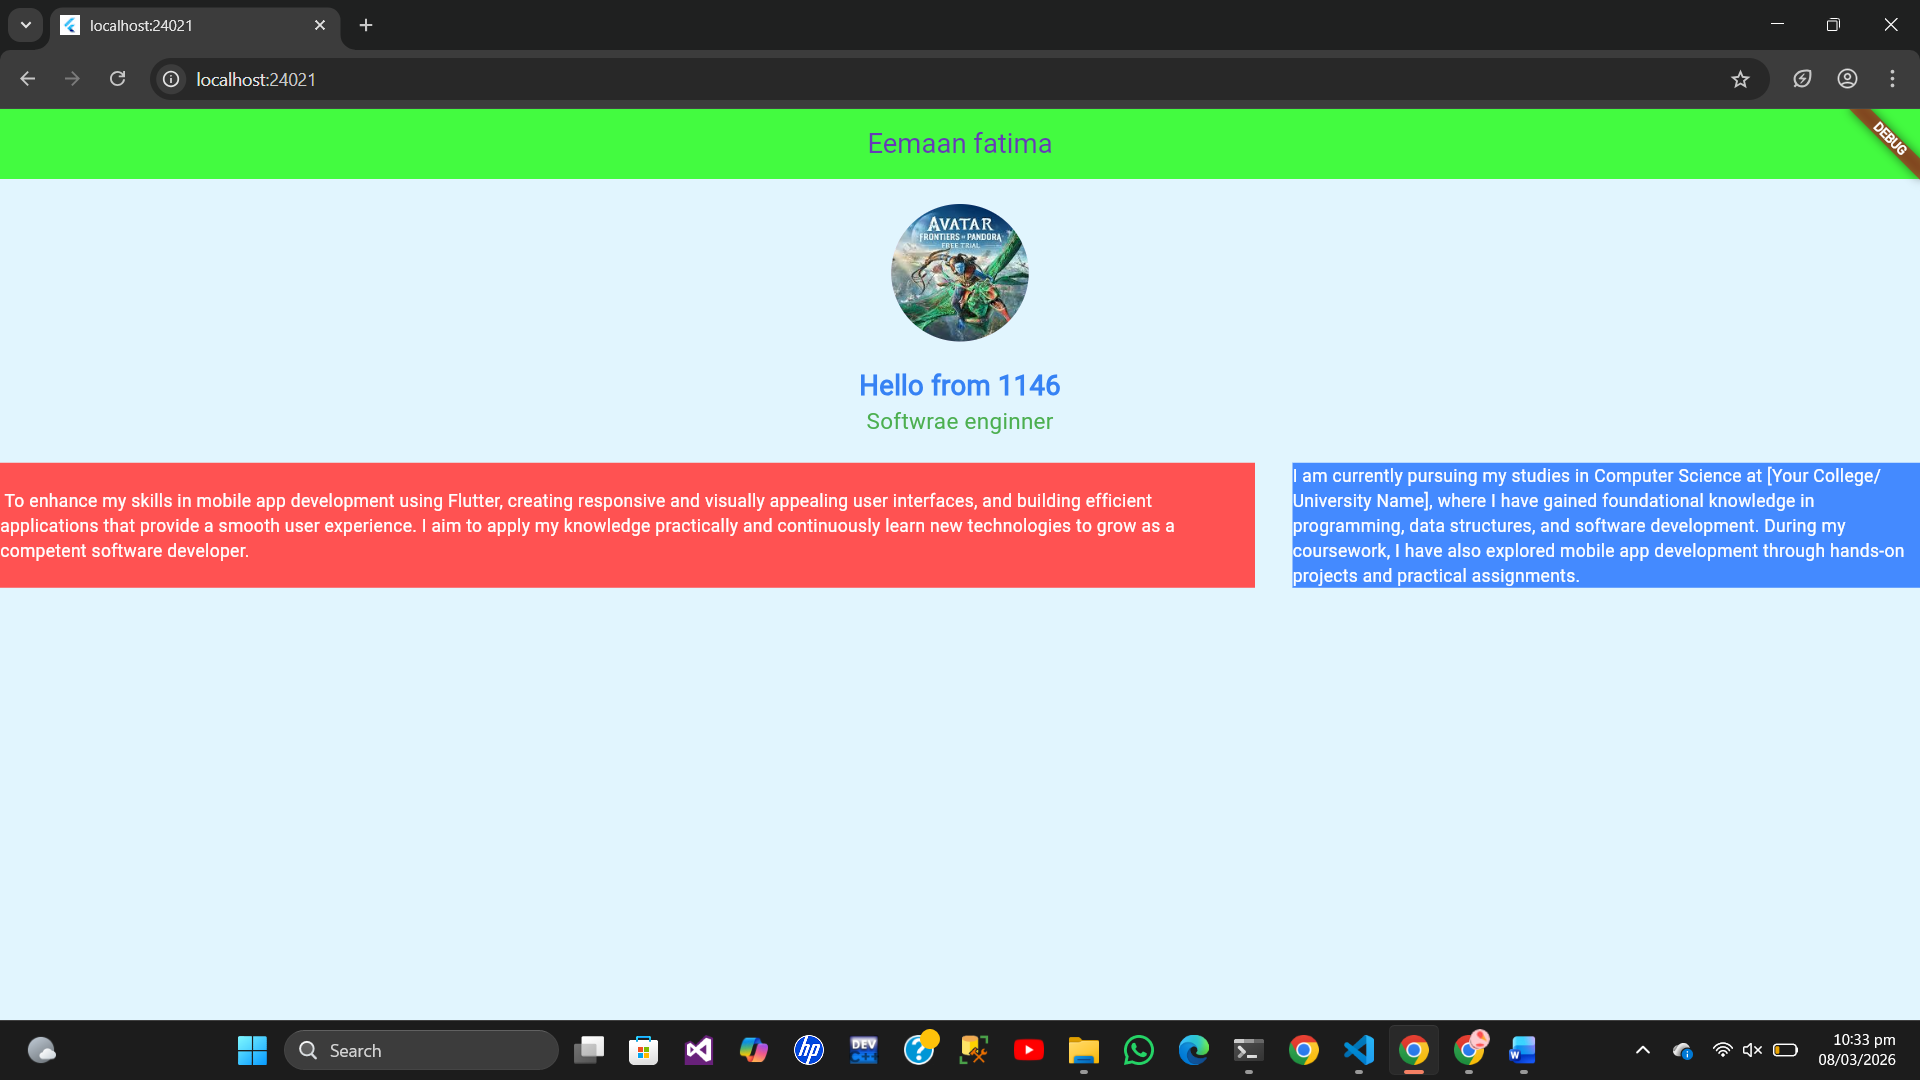 localhost:24021
localhost:24021
Eemaan fatima
DEBUG
AVATAR
FRONTIERS OF PANDORA
FREE TRIAL
Hello from 1146
Softwrae enginner
To enhance my skills in mobile app development using Flutter, creating responsive and visually appealing user interfaces, and building efficient
applications that provide a smooth user experience. I aim to apply my knowledge practically and continuously learn new technologies to grow as a
competent software developer.
I am currently pursuing my studies in Computer Science at [Your College/
University Name], where I have gained foundational knowledge in
programming, data structures, and software development. During my
coursework, I have also explored mobile app development through hands-on
projects and practical assignments.
Search
hp
DEV
C++
?
W
10:33 pm
08/03/2026